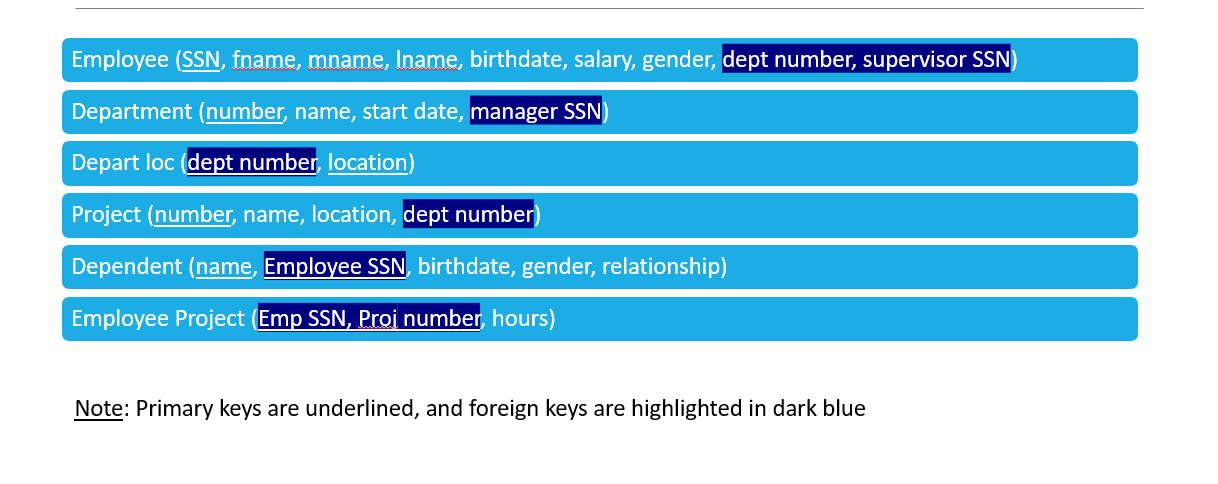 Employee (SSN, fname, mname, lname, birthdate, salary, gender, dept number, supervisor SSN)
Department (number, name, start date, manager SSN)
Depart loc (dept number, location)
Project (number, name, location, dept number)
Dependent (name, Employee SSN, birthdate, gender, relationship)
Employee Project (Emp SSN, Proj number, hours)
Note: Primary keys are underlined, and foreign keys are highlighted in dark blue